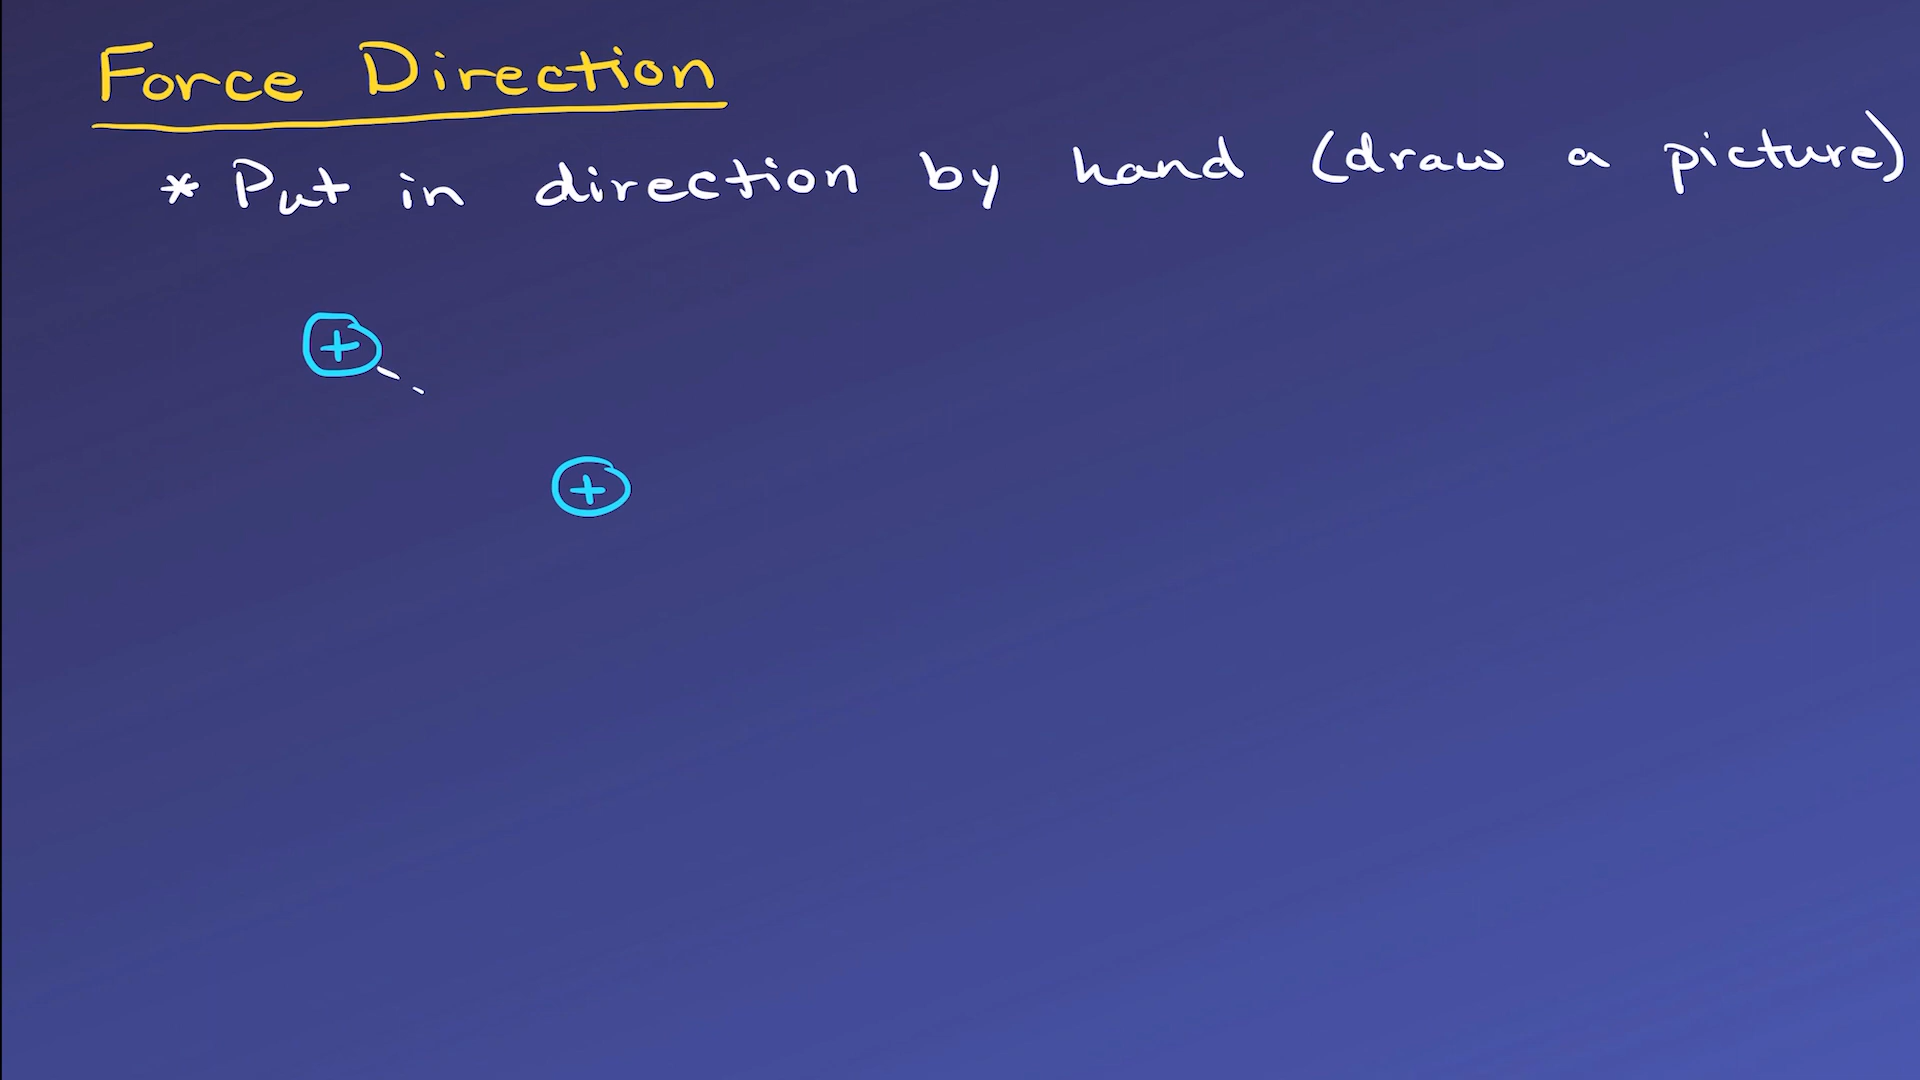 Force Direction
* Put in direction by hand (draw a picture)
+
+